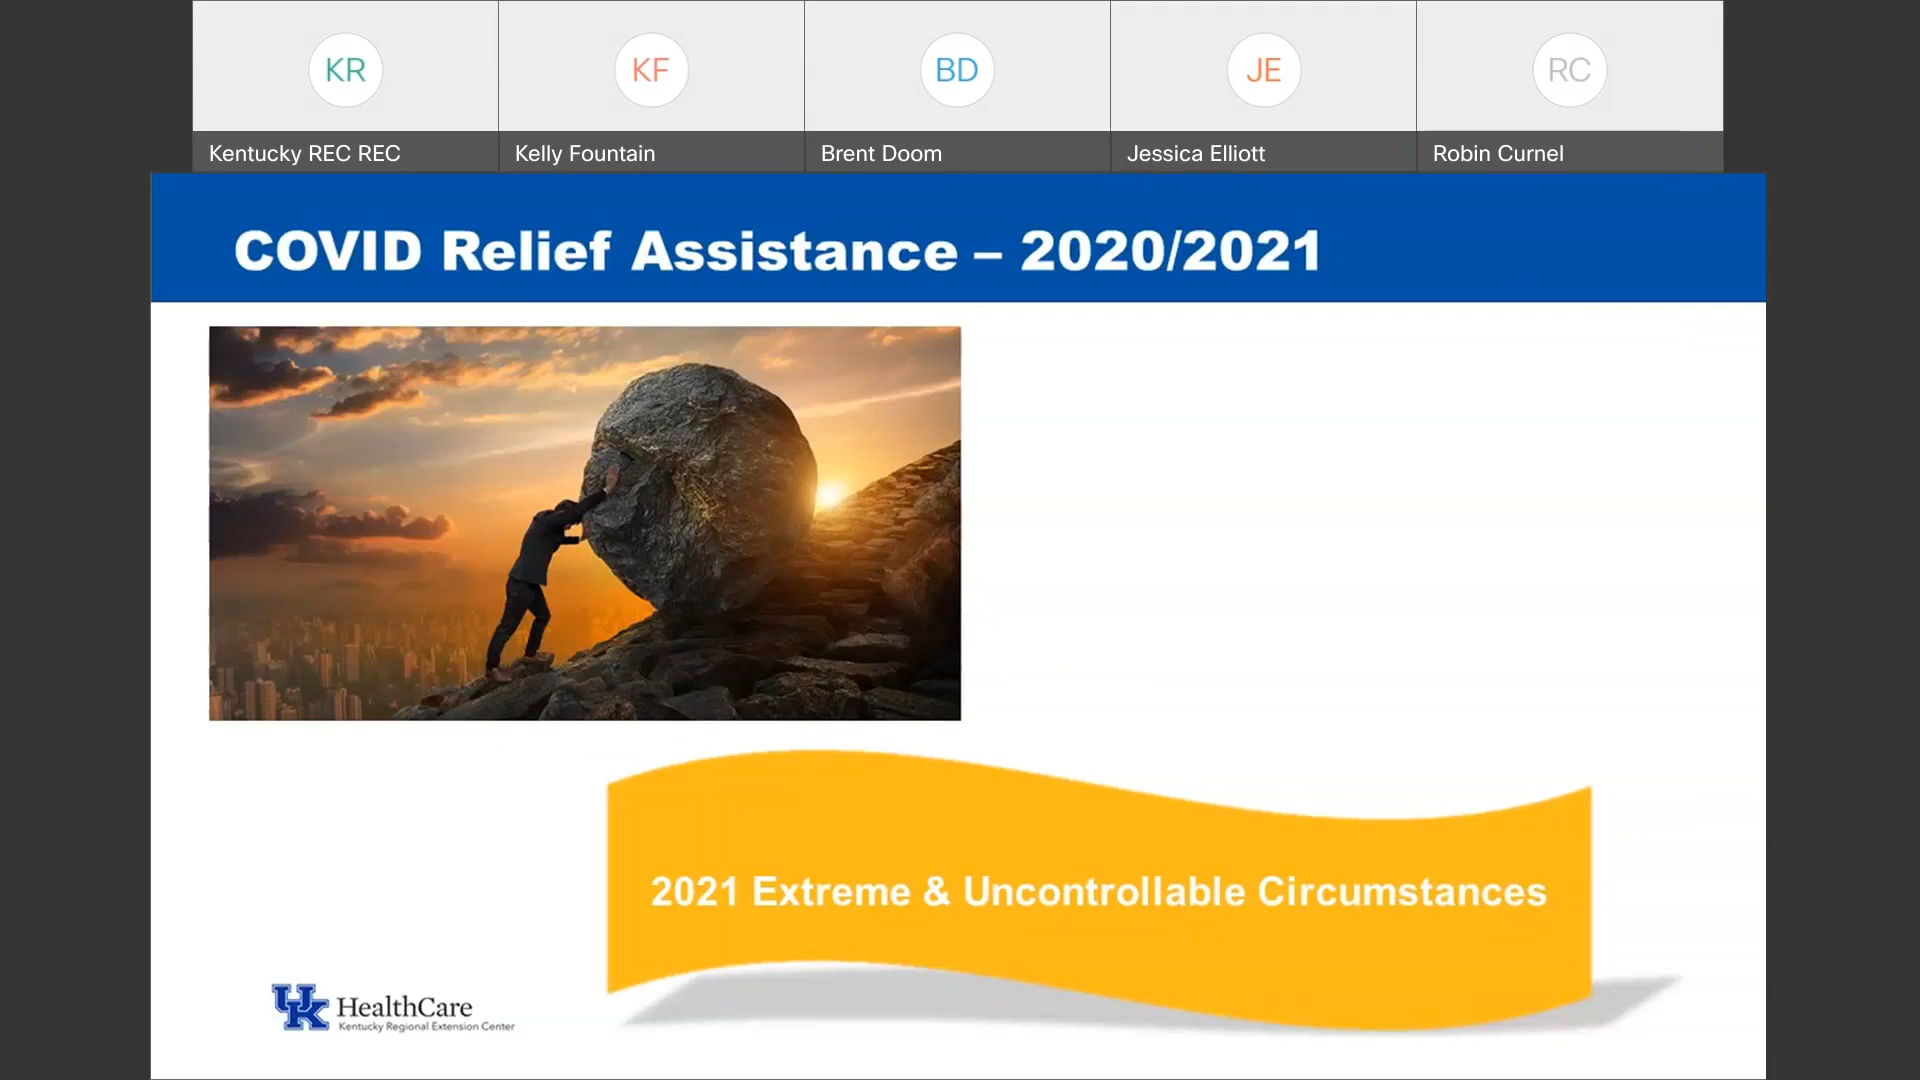 KR
KF
BD
JE
RC
Kentucky REC REC
Kelly Fountain
Brent Doom
Jessica Elliott
Robin Curnel
COVID Relief Assistance – 2020/2021
2021 Extreme & Uncontrollable Circumstances
UK HealthCare
Kentucky Regional Extension Center